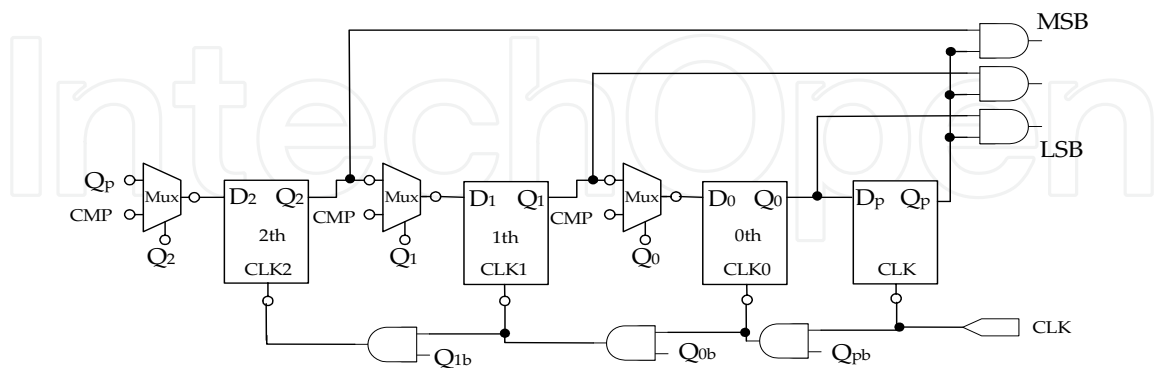 IntechOpen
MSB
LSB
Qp
CMP
Mux
Q2
D2 Q2
2th
CLK2
Mux
CMP
Q1
D1 Q1
1th
CLK1
Mux
CMP
Q0
D0 Q0
0th
CLK0
Dp Qp
CLK
Q1b
Q0b
Qpb
CLK